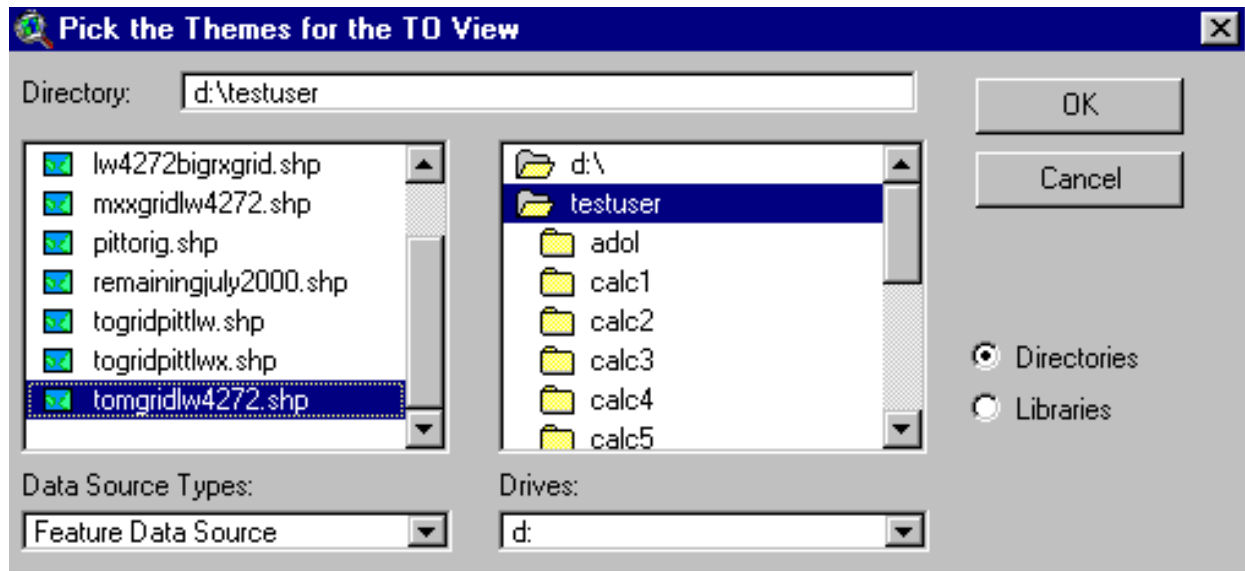 Pick the Themes for the TO View
Directory: d:\testuser
OK
Cancel
lw4272bigrxgrid.shp
mxxgridlw4272.shp
pittorig.shp
remainingjuly2000.shp
togridpittlw.shp
togridpittlwx.shp
tomgridlw4272.shp
d:\
testuser
adol
calc1
calc2
calc3
calc4
calc5
Directories
Libraries
Data Source Types:
Feature Data Source
Drives:
d: